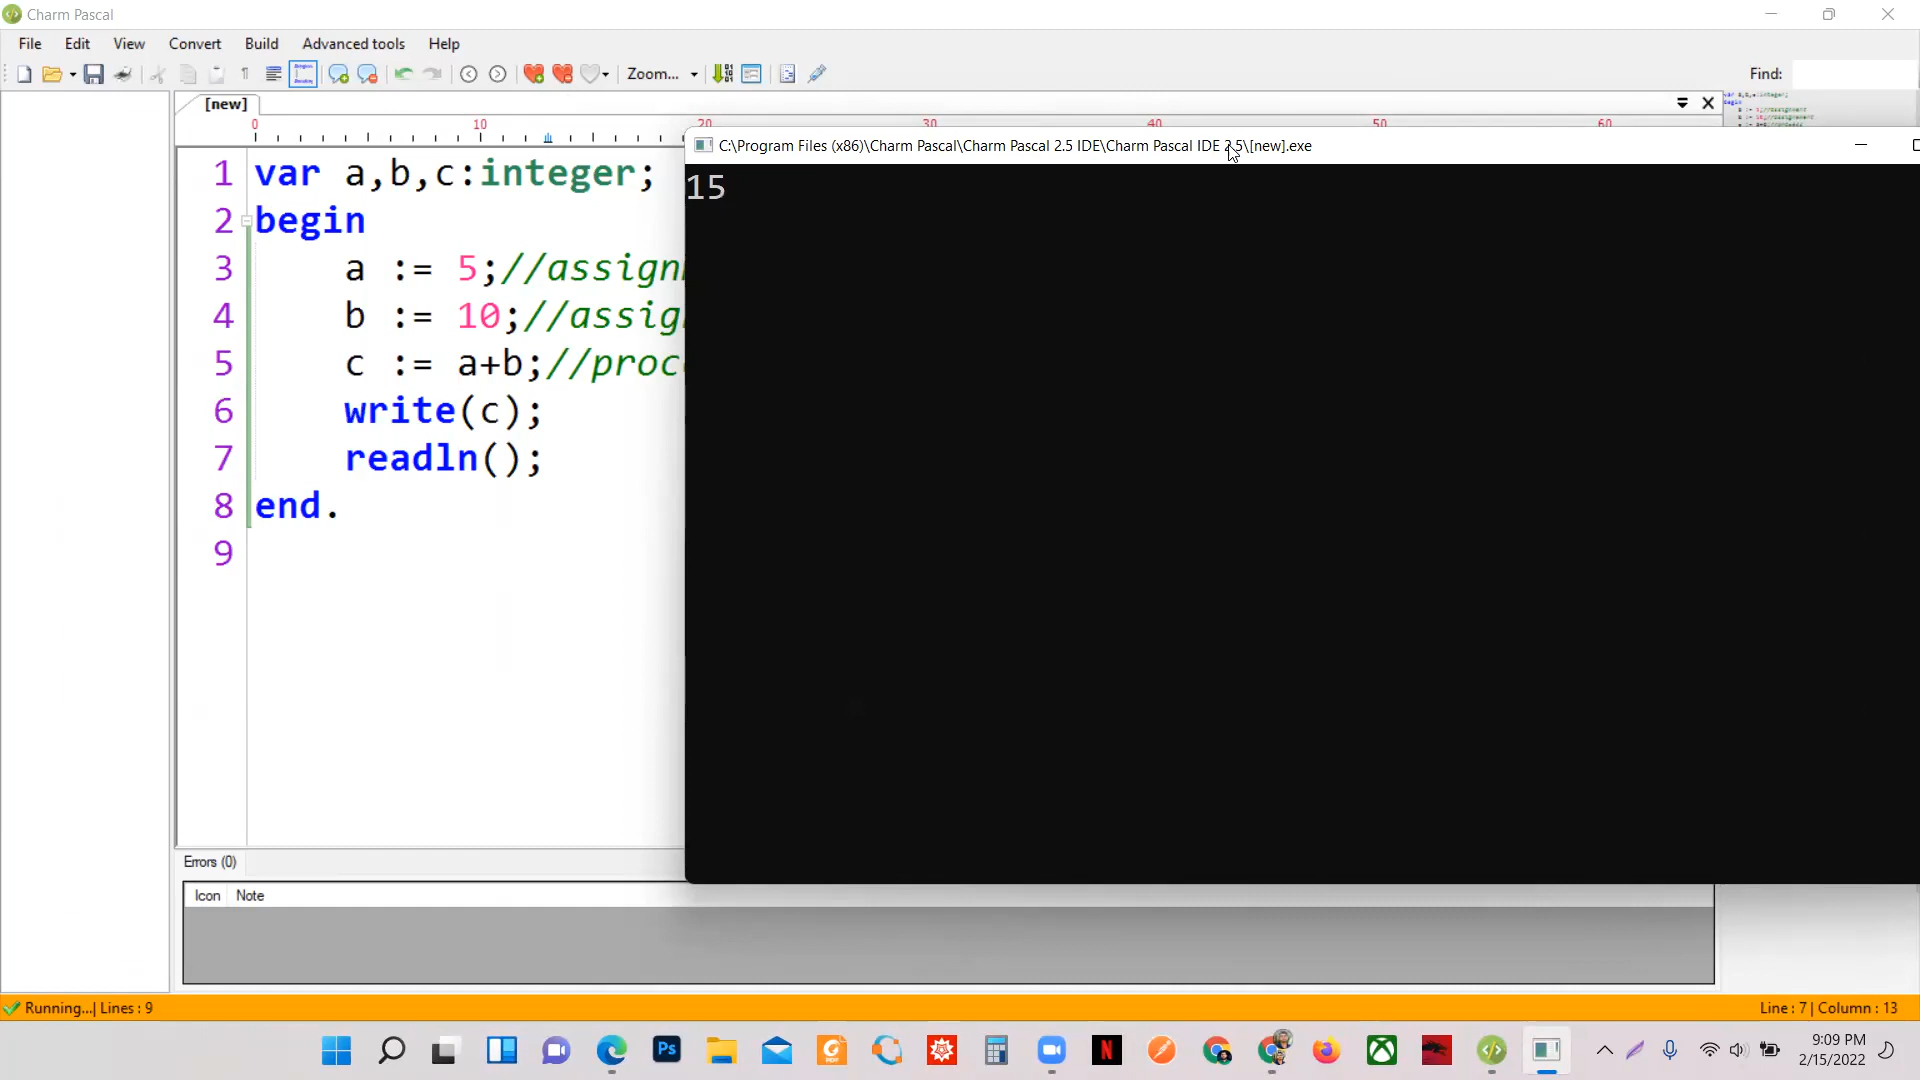 Charm Pascal
File Edit View Convert Build Advanced tools Help
Zoom... Find:
[new]
0 10 20 30 40 50 60
C:\Program Files (x86)\Charm Pascal\Charm Pascal 2.5 IDE\Charm Pascal IDE 2.5\[new].exe
15
1 var a,b,c:integer;
2 begin
3 a := 5;//assign
4 b := 10;//assig
5 c := a+b;//proc
6 write(c);
7 readln();
8 end.
9
Errors (0)
Icon Note
Running...| Lines : 9
Line : 7 | Column : 13
Ps
N
9:09 PM
2/15/2022